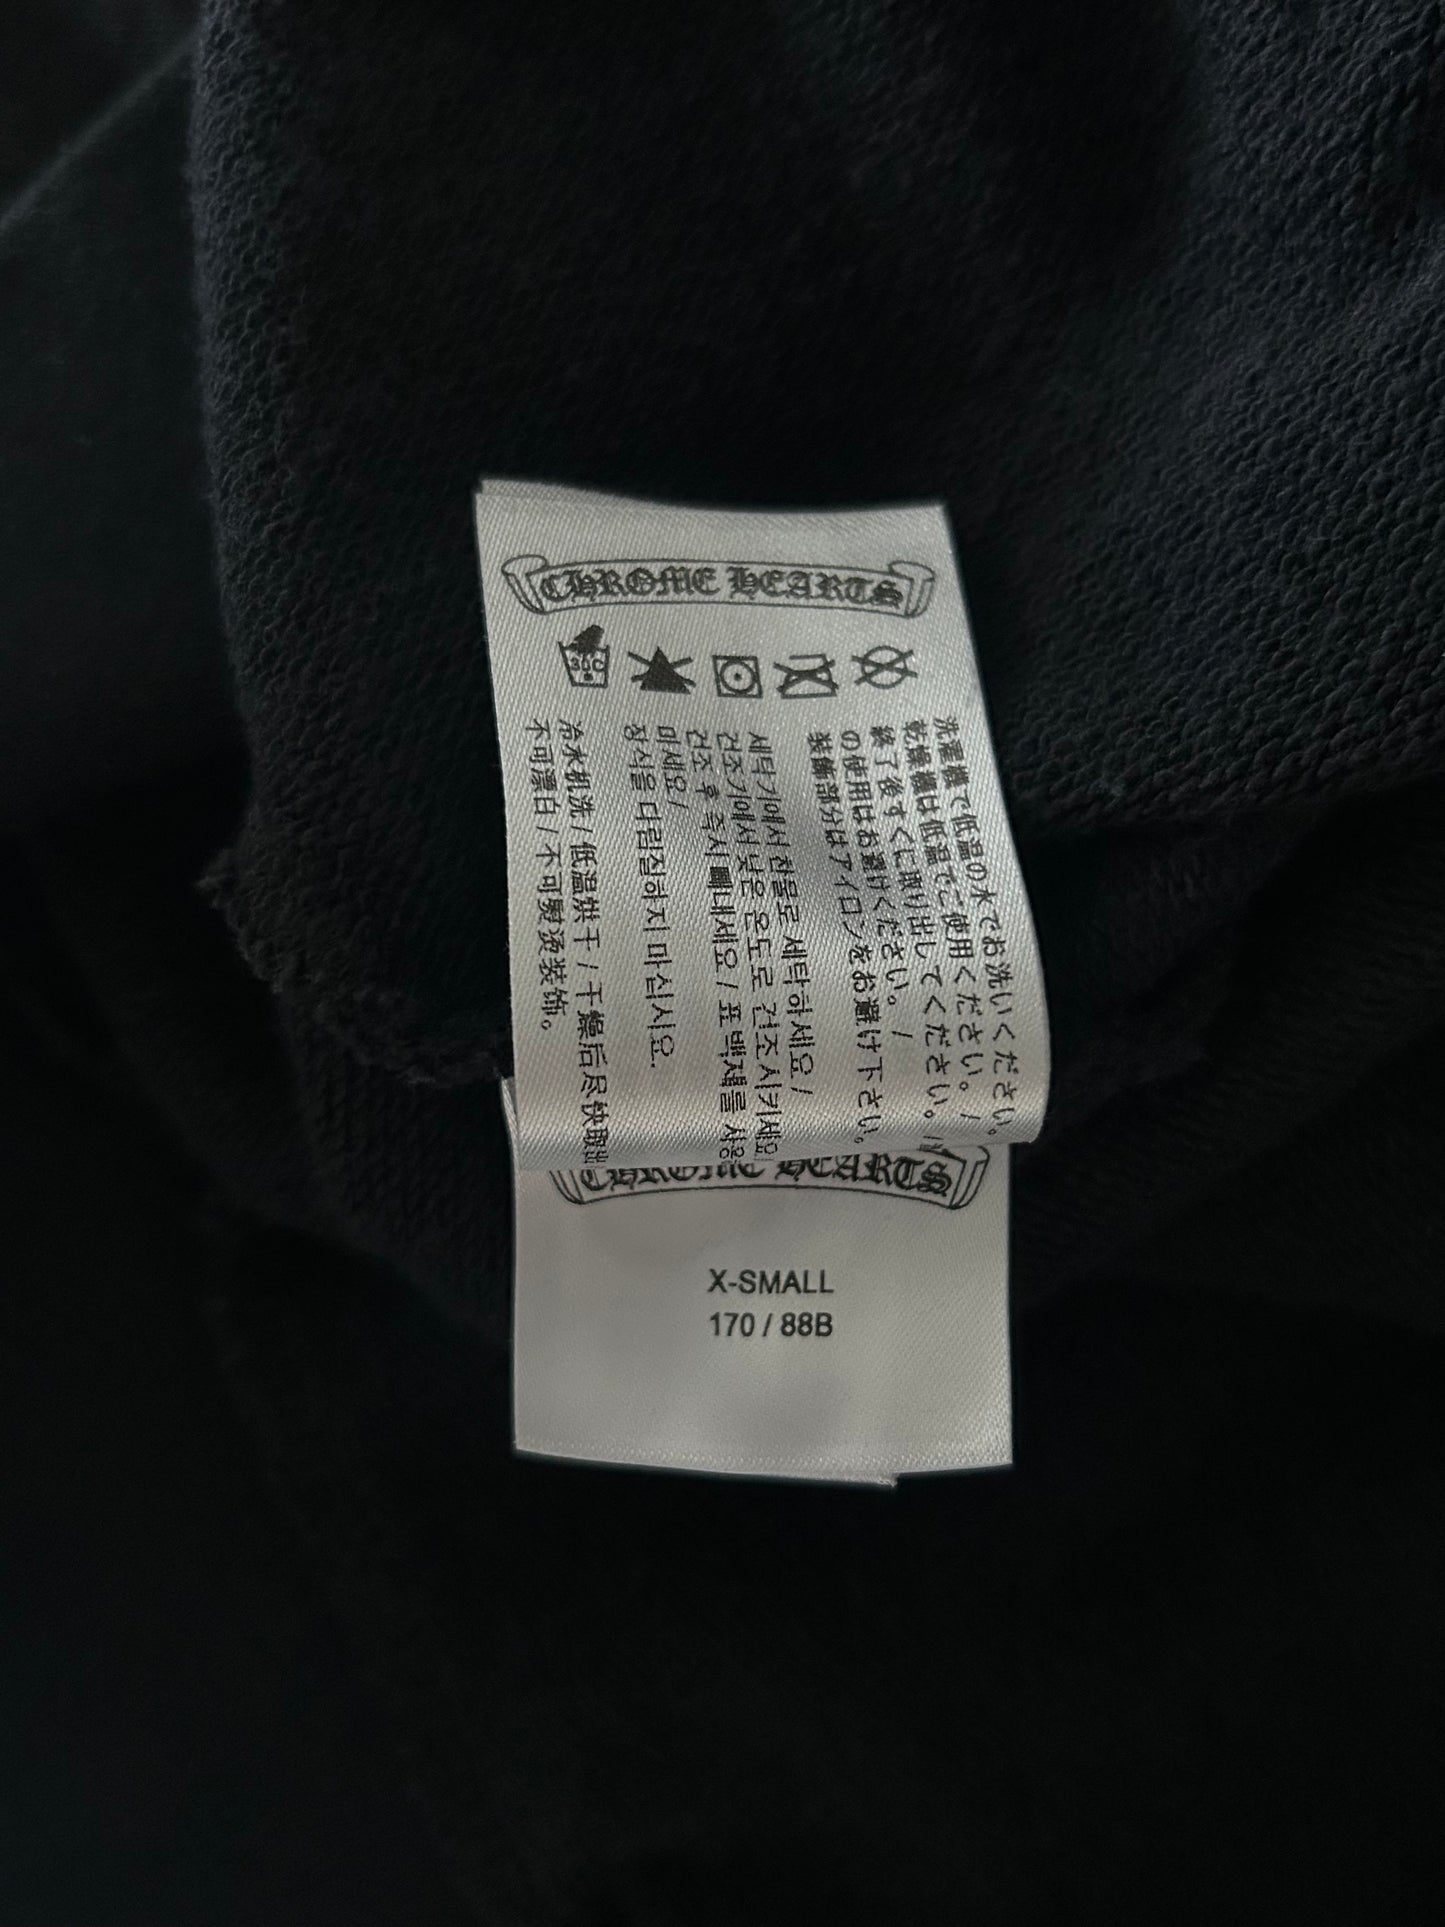 CHROME HEARTS
30C
洗濯機で低温の水でお洗いください。/
乾燥機は低温でご使用ください。/
終了後すぐに取り出してください。/
の使用はお避けください。/
装飾部分はアイロンをお避け下さい。
세탁기에서 찬물로 세탁하세요/
건조기에서 낮은 온도로 건조시키세요/
건조 후 즉시 빼내세요/표백제를 사용
마세요/
장식을 다림질하지 마십시오.
冷水机洗/低温烘干/干燥后尽快取出
不可漂白/不可熨烫装饰。
CHROME HEARTS
X-SMALL
170 / 88B